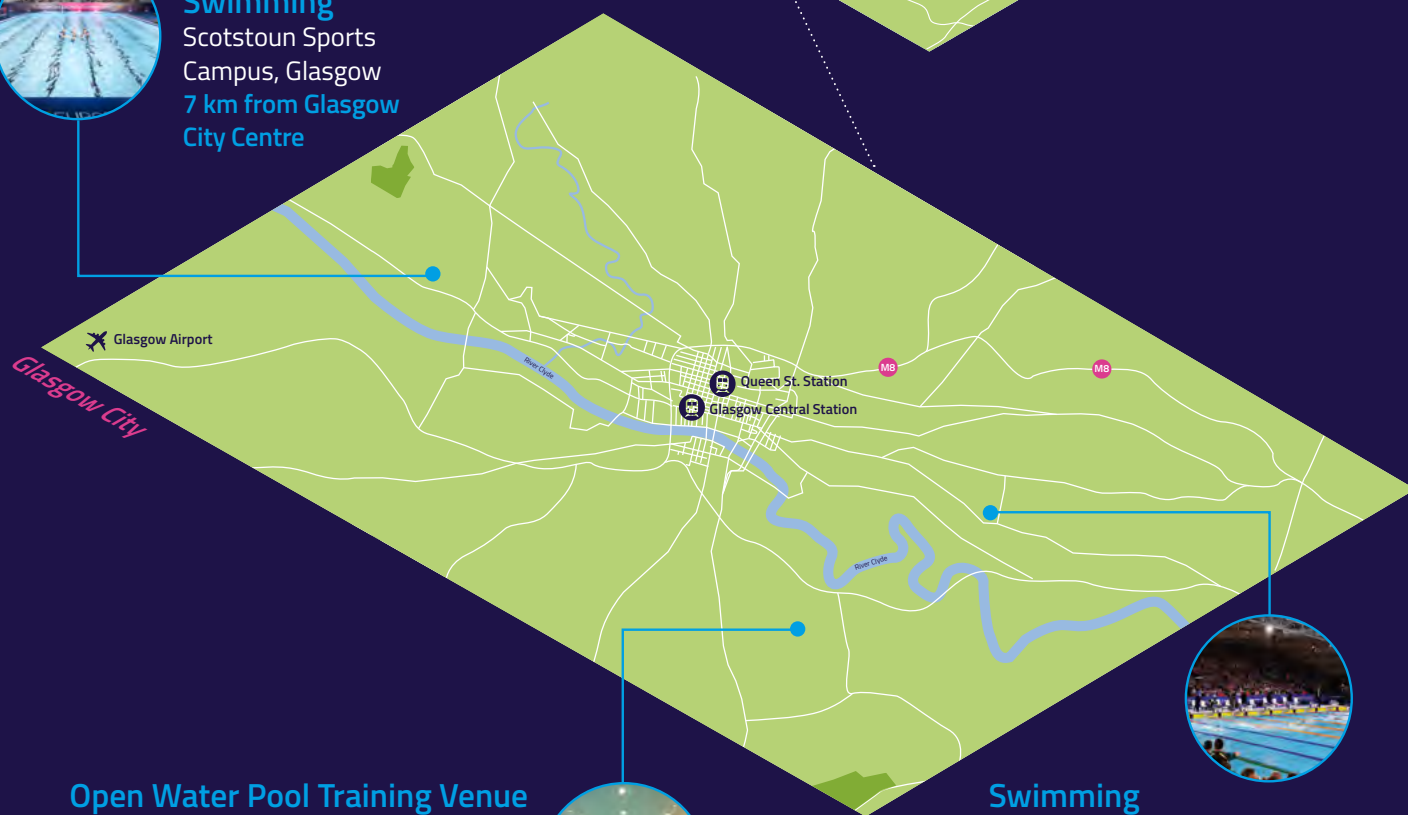 Swimming
Scotstoun Sports
Campus, Glasgow
7 km from Glasgow
City Centre
Glasgow Airport
Glasgow City
River Clyde
Queen St. Station
Glasgow Central Station
M8
M8
River Clyde
Open Water Pool Training Venue
Swimming